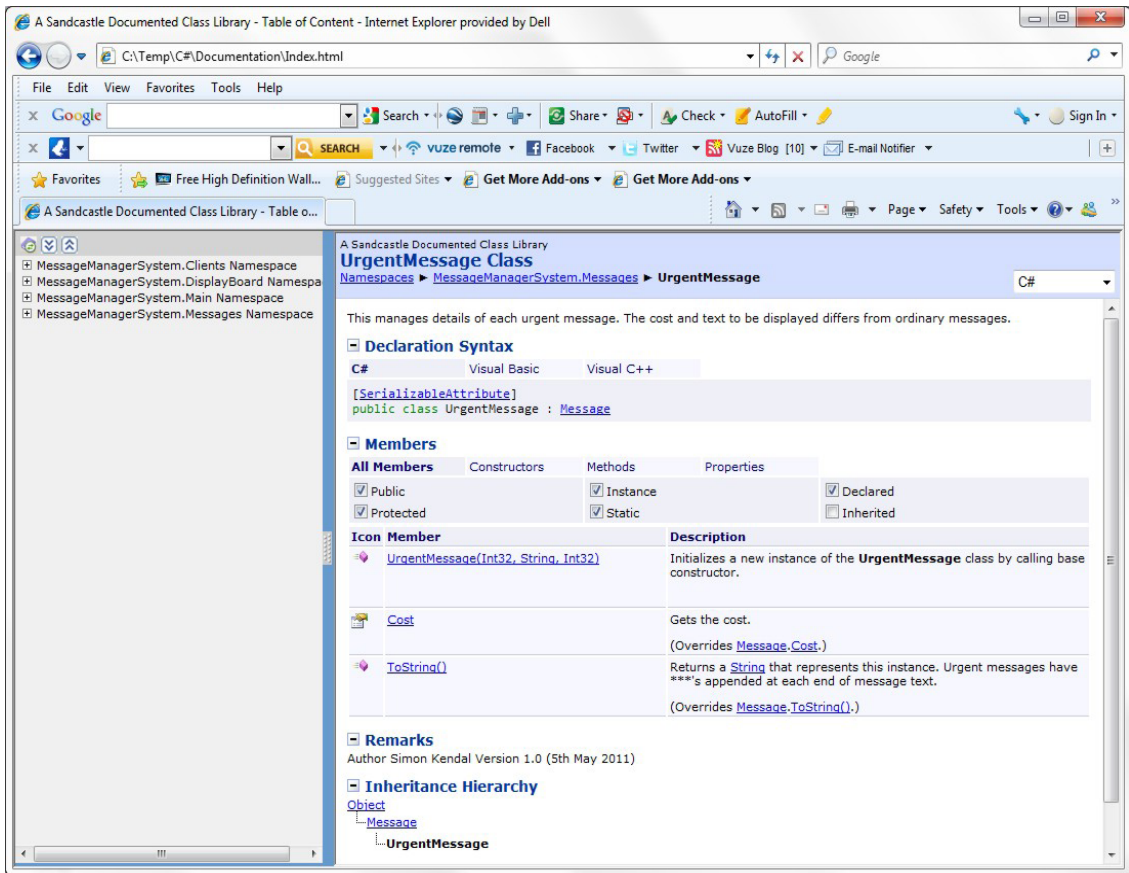 A Sandcastle Documented Class Library - Table of Content - Internet Explorer provided by Dell
C:\Temp\C#\Documentation\Index.html
Google
File Edit View Favorites Tools Help
x Google Search Share Check AutoFill Sign In
x SEARCH vuze remote Facebook Twitter Vuze Blog [10] E-mail Notifier
Favorites Free High Definition Wall... Suggested Sites Get More Add-ons Get More Add-ons
A Sandcastle Documented Class Library - Table o... Page Safety Tools »
MessageManagerSystem.Clients Namespace
MessageManagerSystem.DisplayBoard Namespa
MessageManagerSystem.Main Namespace
MessageManagerSystem.Messages Namespace
A Sandcastle Documented Class Library
UrgentMessage Class
Namespaces ► MessageManagerSystem.Messages ► UrgentMessage
C#
This manages details of each urgent message. The cost and text to be displayed differs from ordinary messages.
Declaration Syntax
C# Visual Basic Visual C++
[SerializableAttribute]
public class UrgentMessage : Message
Members
All Members Constructors Methods Properties
Public Instance Declared
Protected Static Inherited
Icon Member Description
UrgentMessage(Int32, String, Int32) Initializes a new instance of the UrgentMessage class by calling base
constructor.
Cost Gets the cost.
(Overrides Message.Cost.)
ToString() Returns a String that represents this instance. Urgent messages have
***'s appended at each end of message text.
(Overrides Message.ToString().)
Remarks
Author Simon Kendal Version 1.0 (5th May 2011)
Inheritance Hierarchy
Object
Message
UrgentMessage